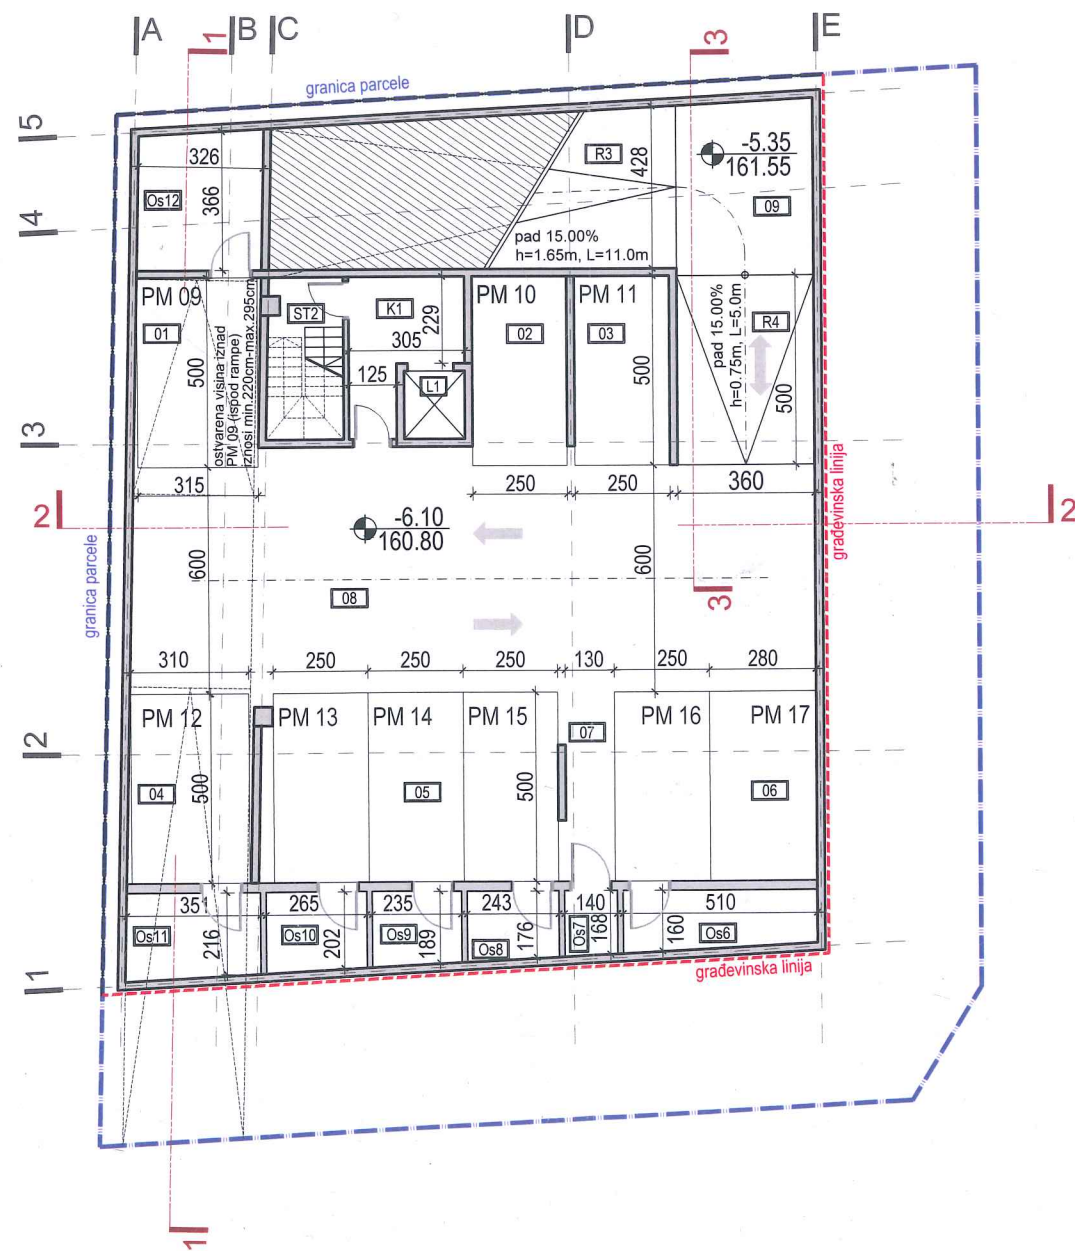 A
B
C
D
E
1
3
granica parcele
5
326
366
Os12
4
R3
428
-5.35
161.55
09
pad 15.00%
h=1.65m, L=11.0m
PM 09
01
500
ostvarena visina iznad
PM 09 (ispod rampe)
iznosi min.220cm-max.295cm
ST2
K1
229
305
125
L1
PM 10
02
PM 11
03
500
pad 15.00%
h=0.75m, L=5.0m
R4
500
3
315
250
250
360
2
-6.10
160.80
2
građevinska linija
granica parcele
600
600
08
3
310
250
250
250
130
250
280
PM 12
PM 13
PM 14
PM 15
PM 16
PM 17
2
07
04
500
05
500
06
351
265
235
243
140
510
Os11
216
Os10
202
Os9
189
Os8
176
Os7
168
160
Os6
1
građevinska linija
1